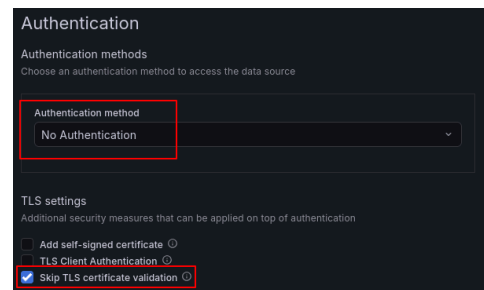 Authentication
Authentication methods
Choose an authentication method to access the data source
Authentication method
No Authentication
TLS settings
Additional security measures that can be applied on top of authentication
Add self-signed certificate
TLS Client Authentication
Skip TLS certificate validation